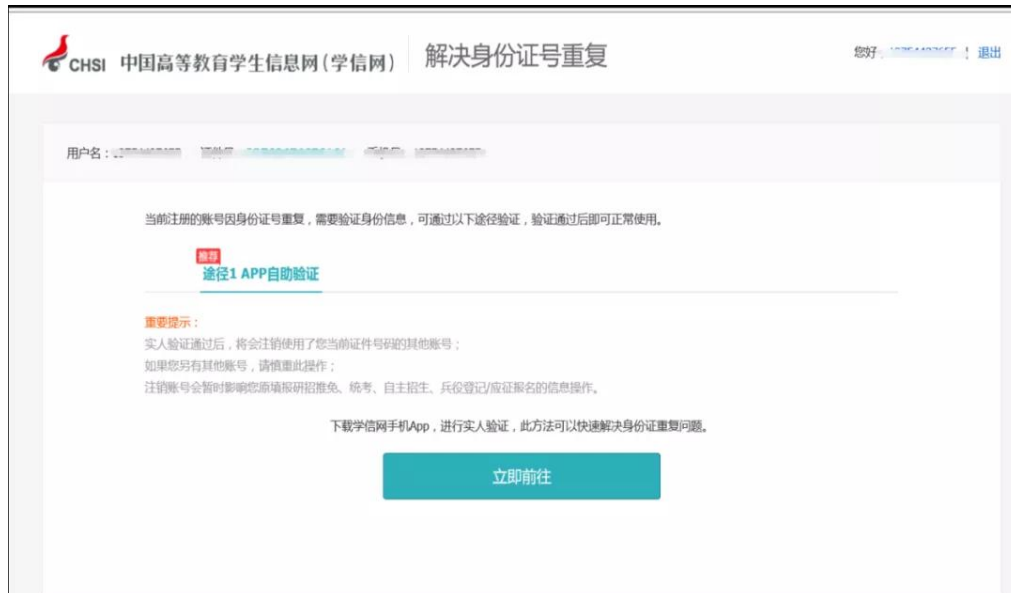 CHSI 中国高等教育学生信息网(学信网) 解决身份证号重复
您好 | 退出
用户名:
当前注册的账号因身份证号重复,需要验证身份信息,可通过以下途径验证,验证通过后即可正常使用。
推荐
途径1 APP自助验证
重要提示:
实人验证通过后,将会注销使用了您当前证件号码的其他账号;
如果您另有其他账号,请慎重此操作;
注销账号会暂时影响您原填报研招推免、统考、自主招生、兵役登记/应征报名的信息操作。
下载学信网手机App,进行实人验证,此方法可以快速解决身份证重复问题。
立即前往